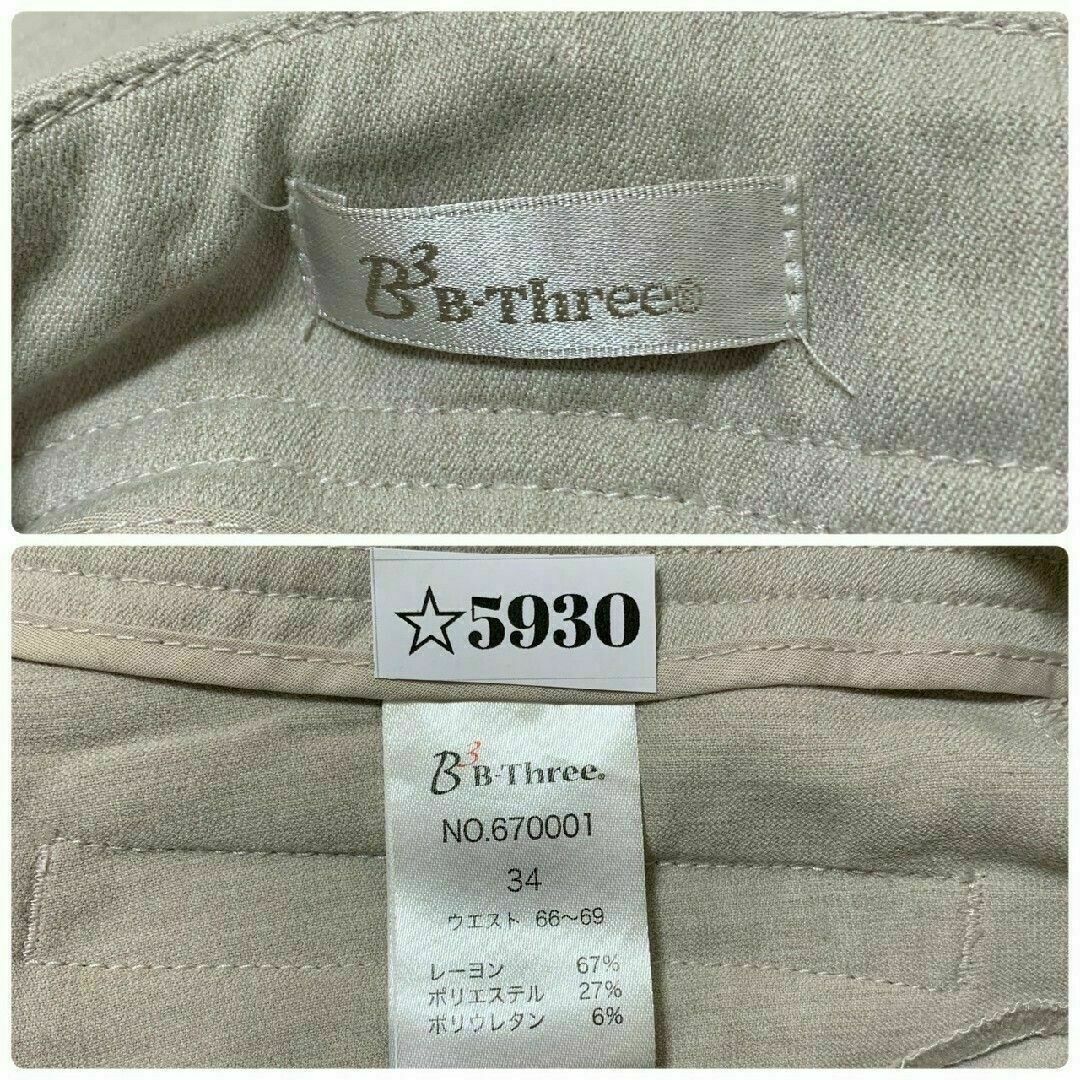 B3 B-Three®
☆5930
B3 B-Three®
NO.670001
34
ウエスト 66~69
レーヨン 67%
ポリエステル 27%
ポリウレタン 6%